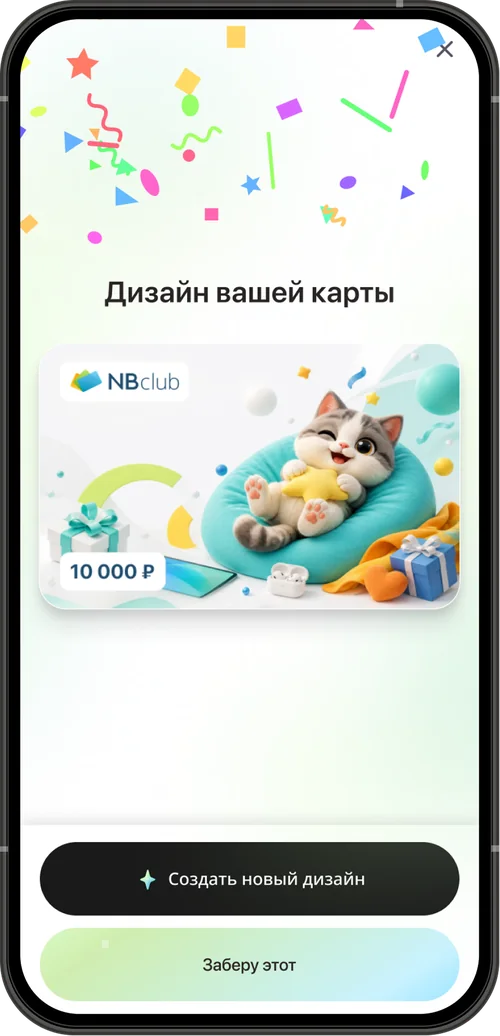 Дизайн вашей карты
NBclub
10 000 ₽
Создать новый дизайн
Заберу этот